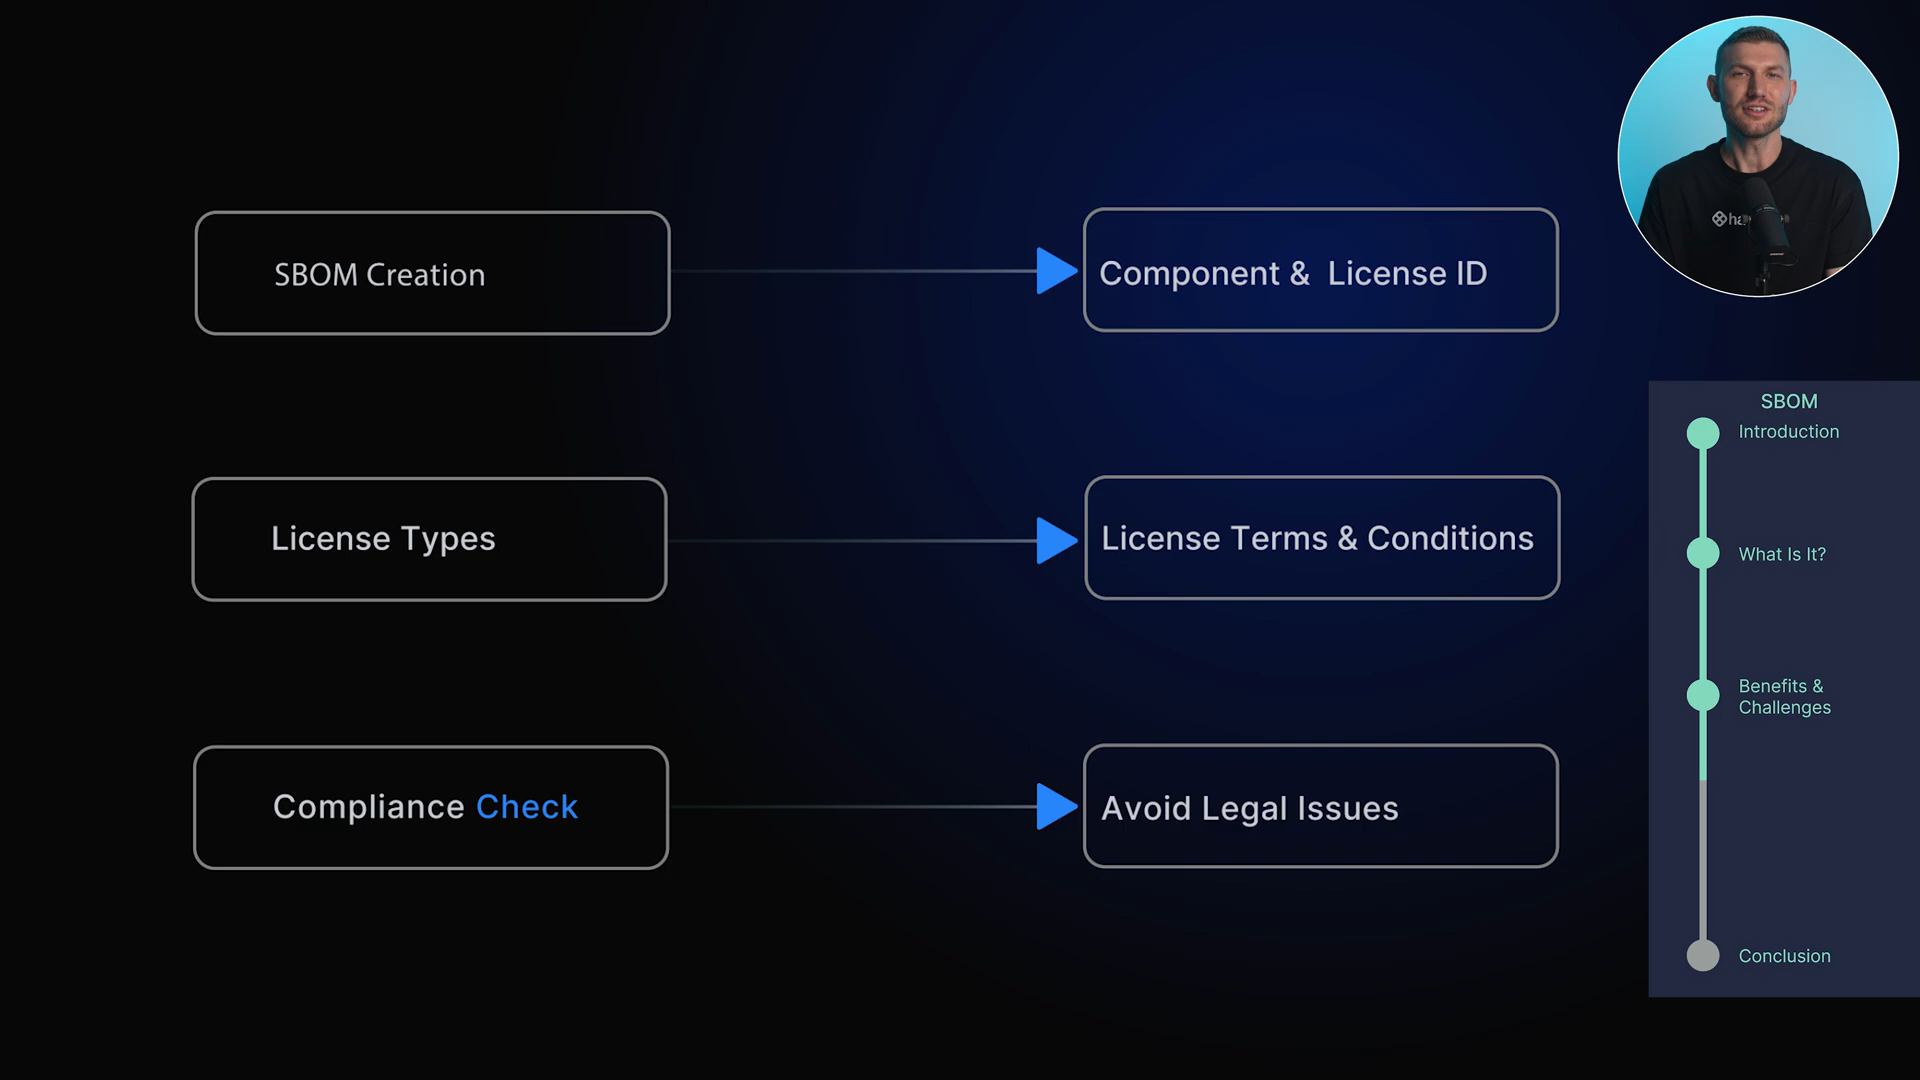 SBOM Creation
Component & License ID
License Types
License Terms & Conditions
Compliance Check
Avoid Legal Issues
SBOM
Introduction
What Is It?
Benefits &
Challenges
Conclusion